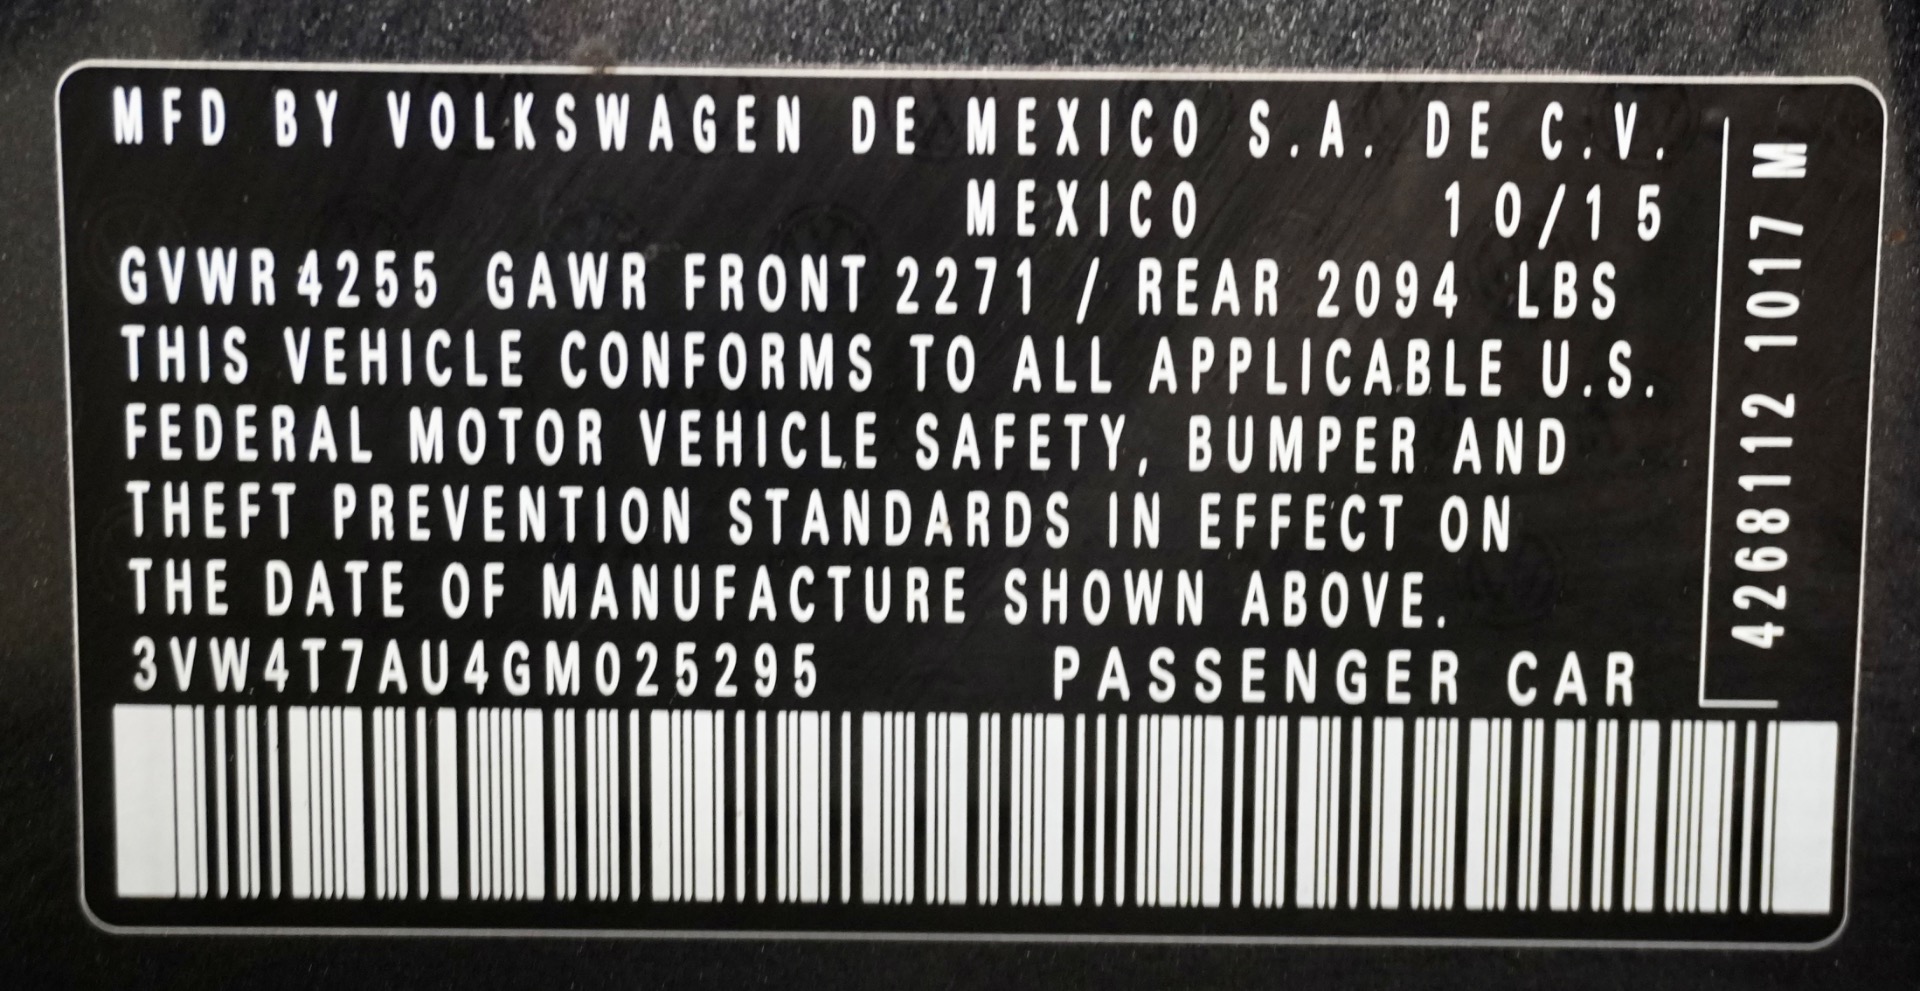 MFD BY VOLKSWAGEN DE MEXICO S.A. DE C.V.
MEXICO 10/15
GVWR 4255 GAWR FRONT 2271 / REAR 2094 LBS
THIS VEHICLE CONFORMS TO ALL APPLICABLE U.S.
FEDERAL MOTOR VEHICLE SAFETY, BUMPER AND
THEFT PREVENTION STANDARDS IN EFFECT ON
THE DATE OF MANUFACTURE SHOWN ABOVE.
3VW4T7AU4GM025295 PASSENGER CAR
4268112 1017 M